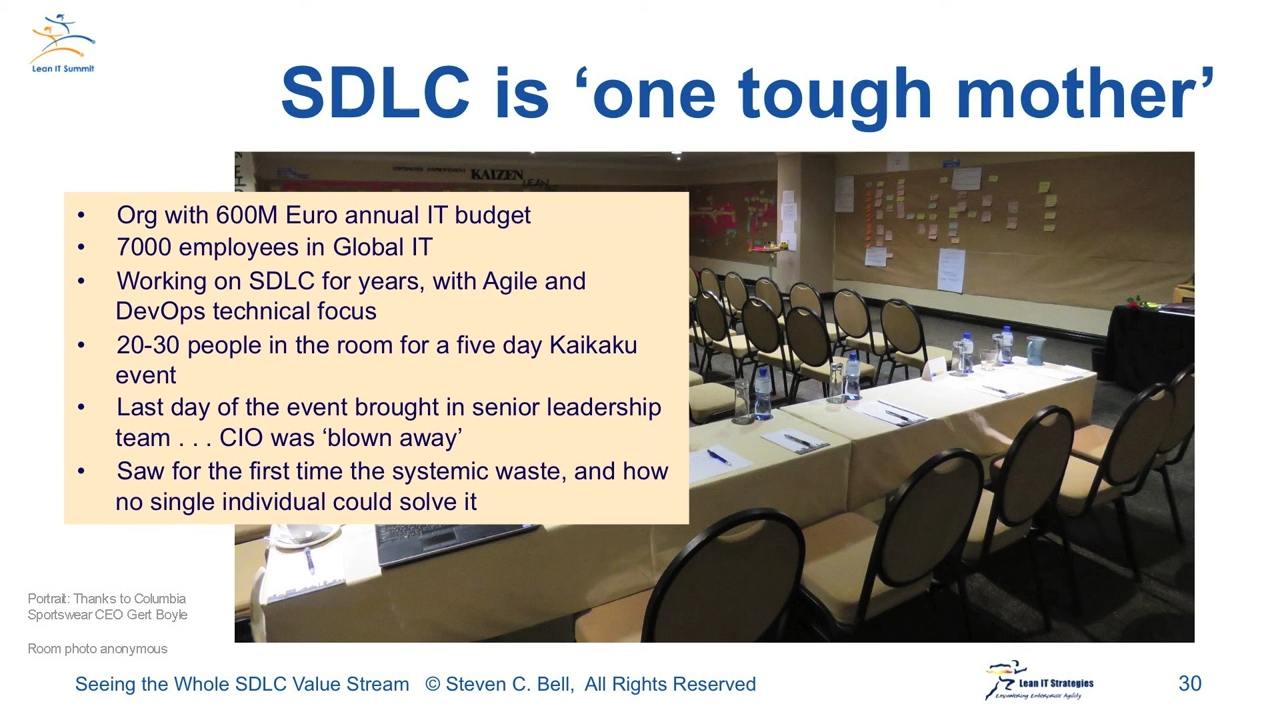 Lean IT Summit
SDLC is ‘one tough mother’
KAIZEN
LEAN
• Org with 600M Euro annual IT budget
• 7000 employees in Global IT
• Working on SDLC for years, with Agile and
DevOps technical focus
• 20-30 people in the room for a five day Kaikaku
event
• Last day of the event brought in senior leadership
team . . . CIO was ‘blown away’
• Saw for the first time the systemic waste, and how
no single individual could solve it
Portrait: Thanks to Columbia
Sportswear CEO Gert Boyle
Room photo anonymous
Seeing the Whole SDLC Value Stream © Steven C. Bell, All Rights Reserved
Lean IT Strategies
Empowering Enterprise Agility
30